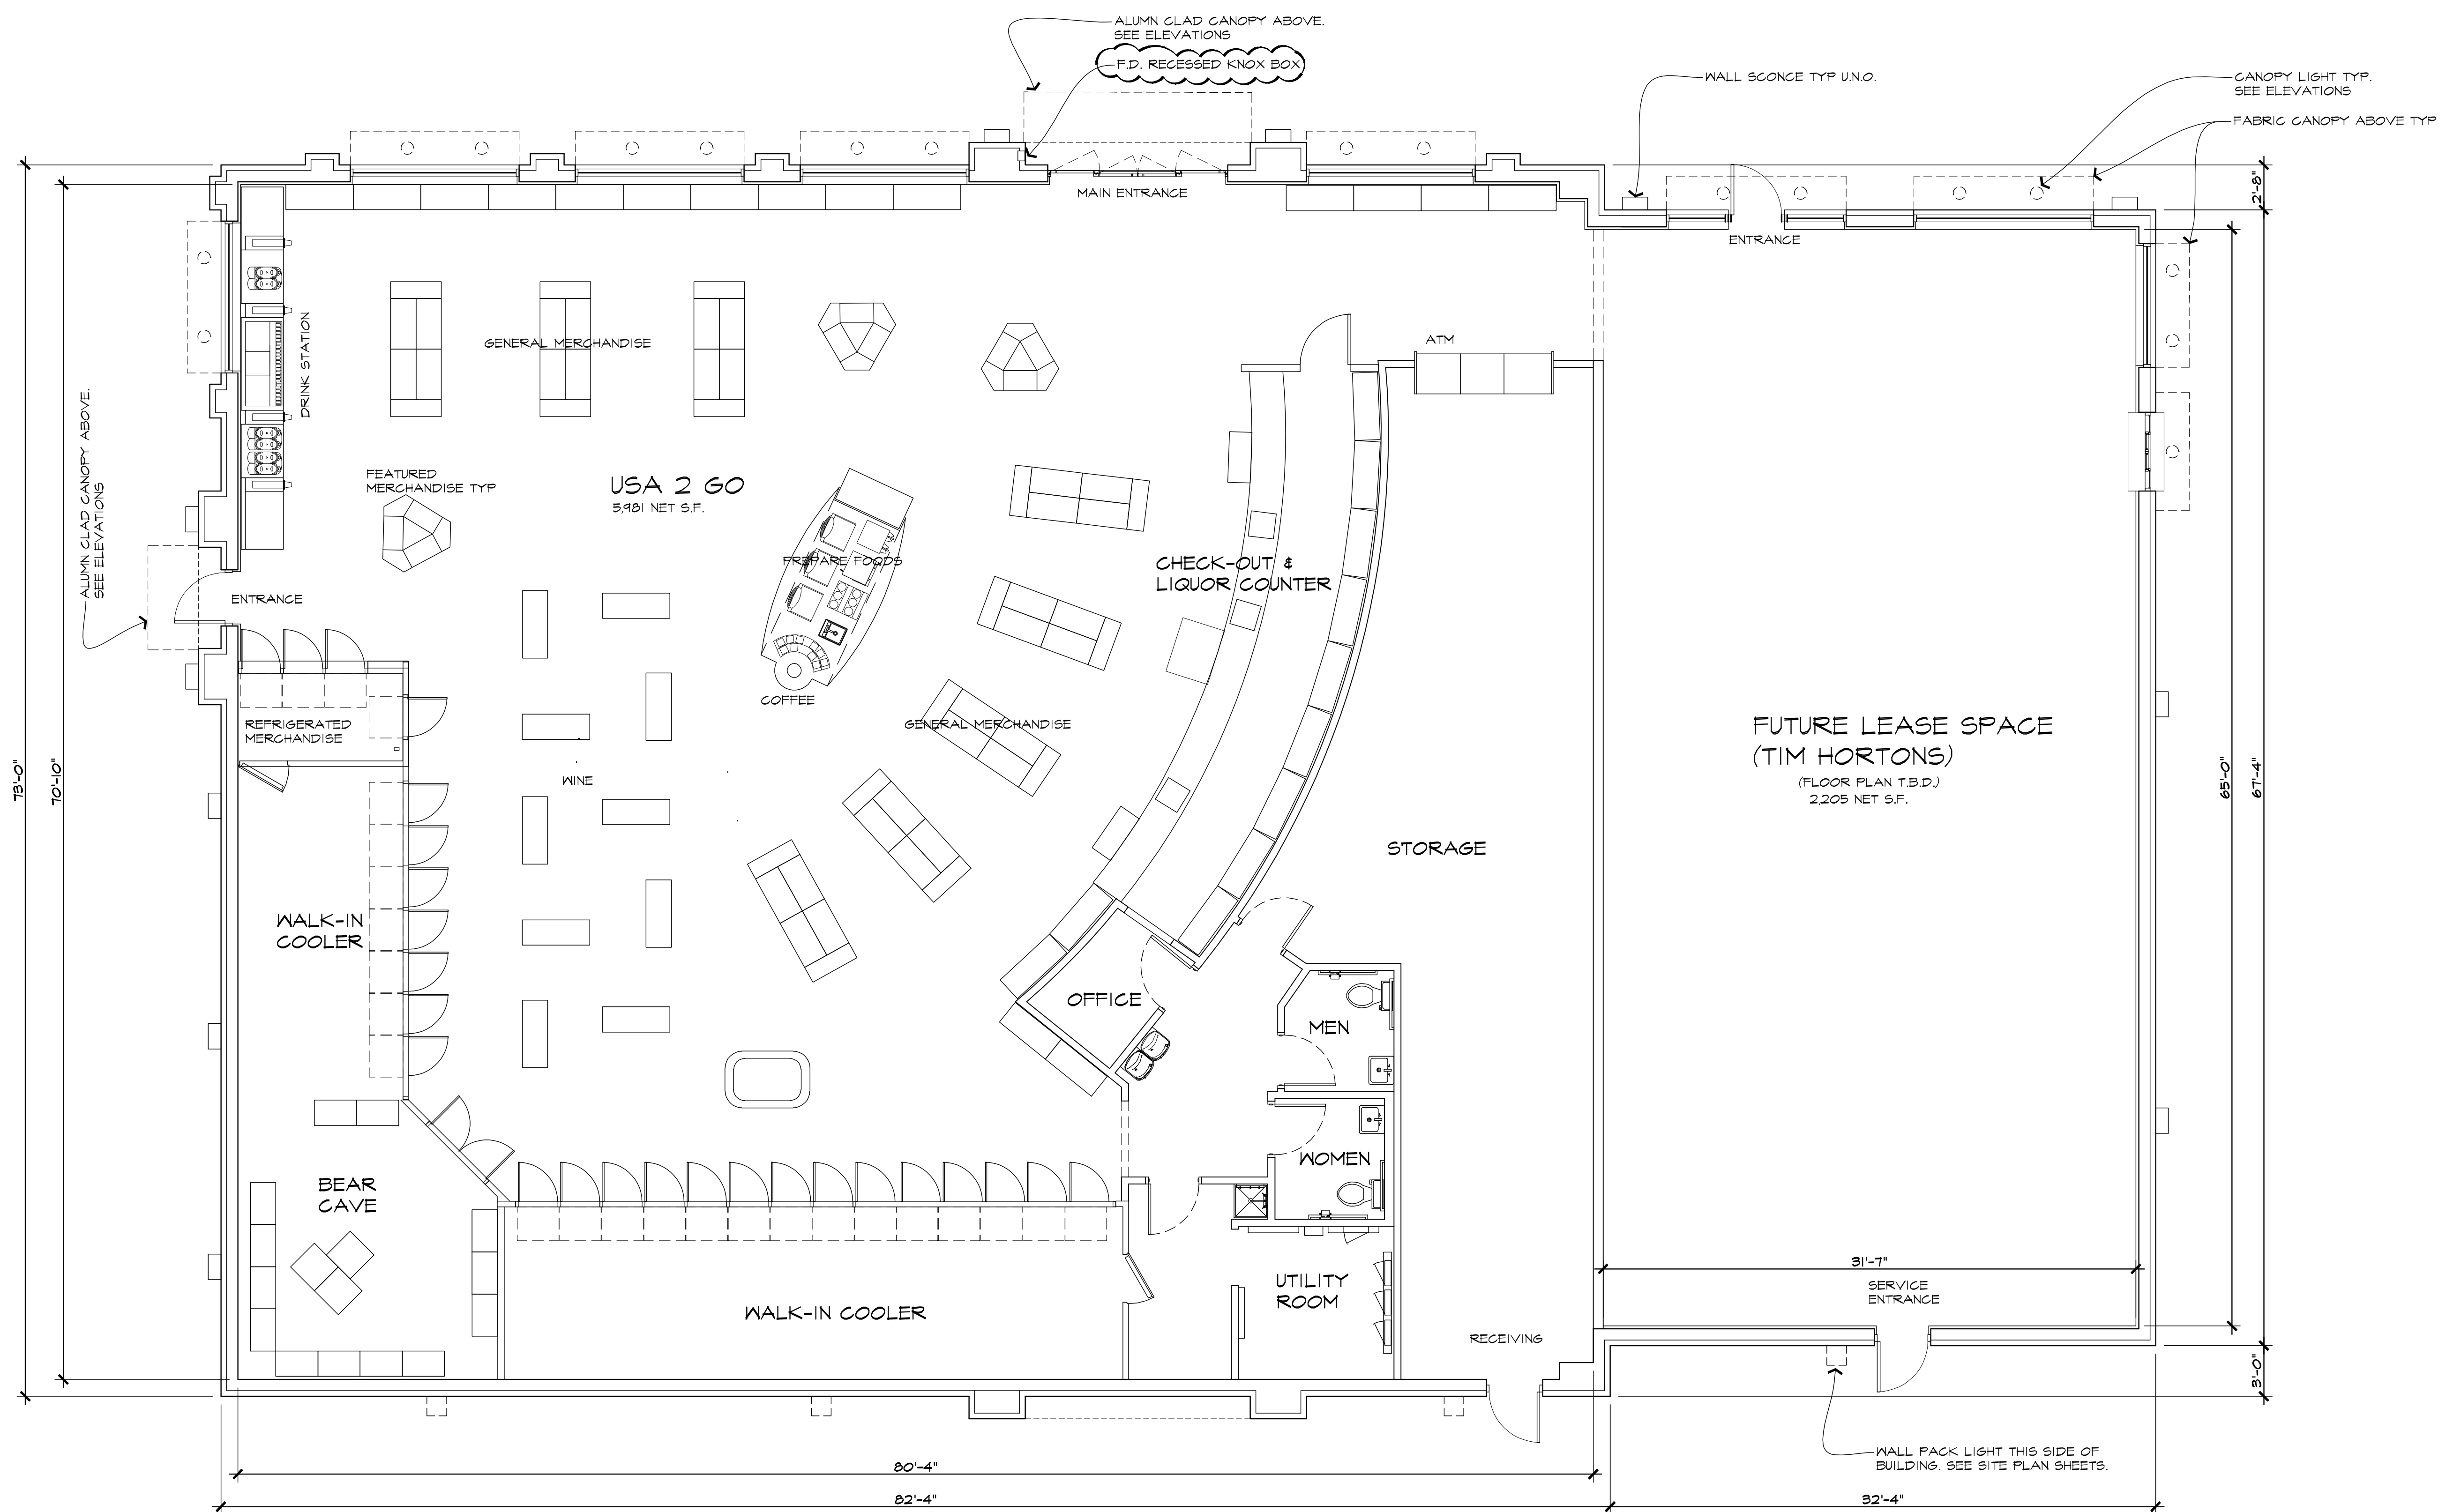 ALUMN CLAD CANOPY ABOVE.
SEE ELEVATIONS
F.D. RECESSED KNOX BOX
WALL SCONCE TYP U.N.O.
CANOPY LIGHT TYP.
SEE ELEVATIONS
FABRIC CANOPY ABOVE TYP
MAIN ENTRANCE
2'-8"
ENTRANCE
DRINK STATION
GENERAL MERCHANDISE
ATM
ALUMN CLAD CANOPY ABOVE.
SEE ELEVATIONS
FEATURED
MERCHANDISE TYP
USA 2 GO
5,981 NET S.F.
PREPARE FOODS
CHECK-OUT &
LIQUOR COUNTER
ENTRANCE
COFFEE
REFRIGERATED
MERCHANDISE
GENERAL MERCHANDISE
FUTURE LEASE SPACE
(TIM HORTONS)
(FLOOR PLAN T.B.D.)
2,205 NET S.F.
73'-0"
70'-10"
WINE
65'-0"
67'-4"
STORAGE
WALK-IN
COOLER
OFFICE
MEN
WOMEN
BEAR
CAVE
31'-7"
SERVICE
ENTRANCE
UTILITY
ROOM
WALK-IN COOLER
RECEIVING
3'-0"
WALL PACK LIGHT THIS SIDE OF
BUILDING. SEE SITE PLAN SHEETS.
80'-4"
82'-4"
32'-4"